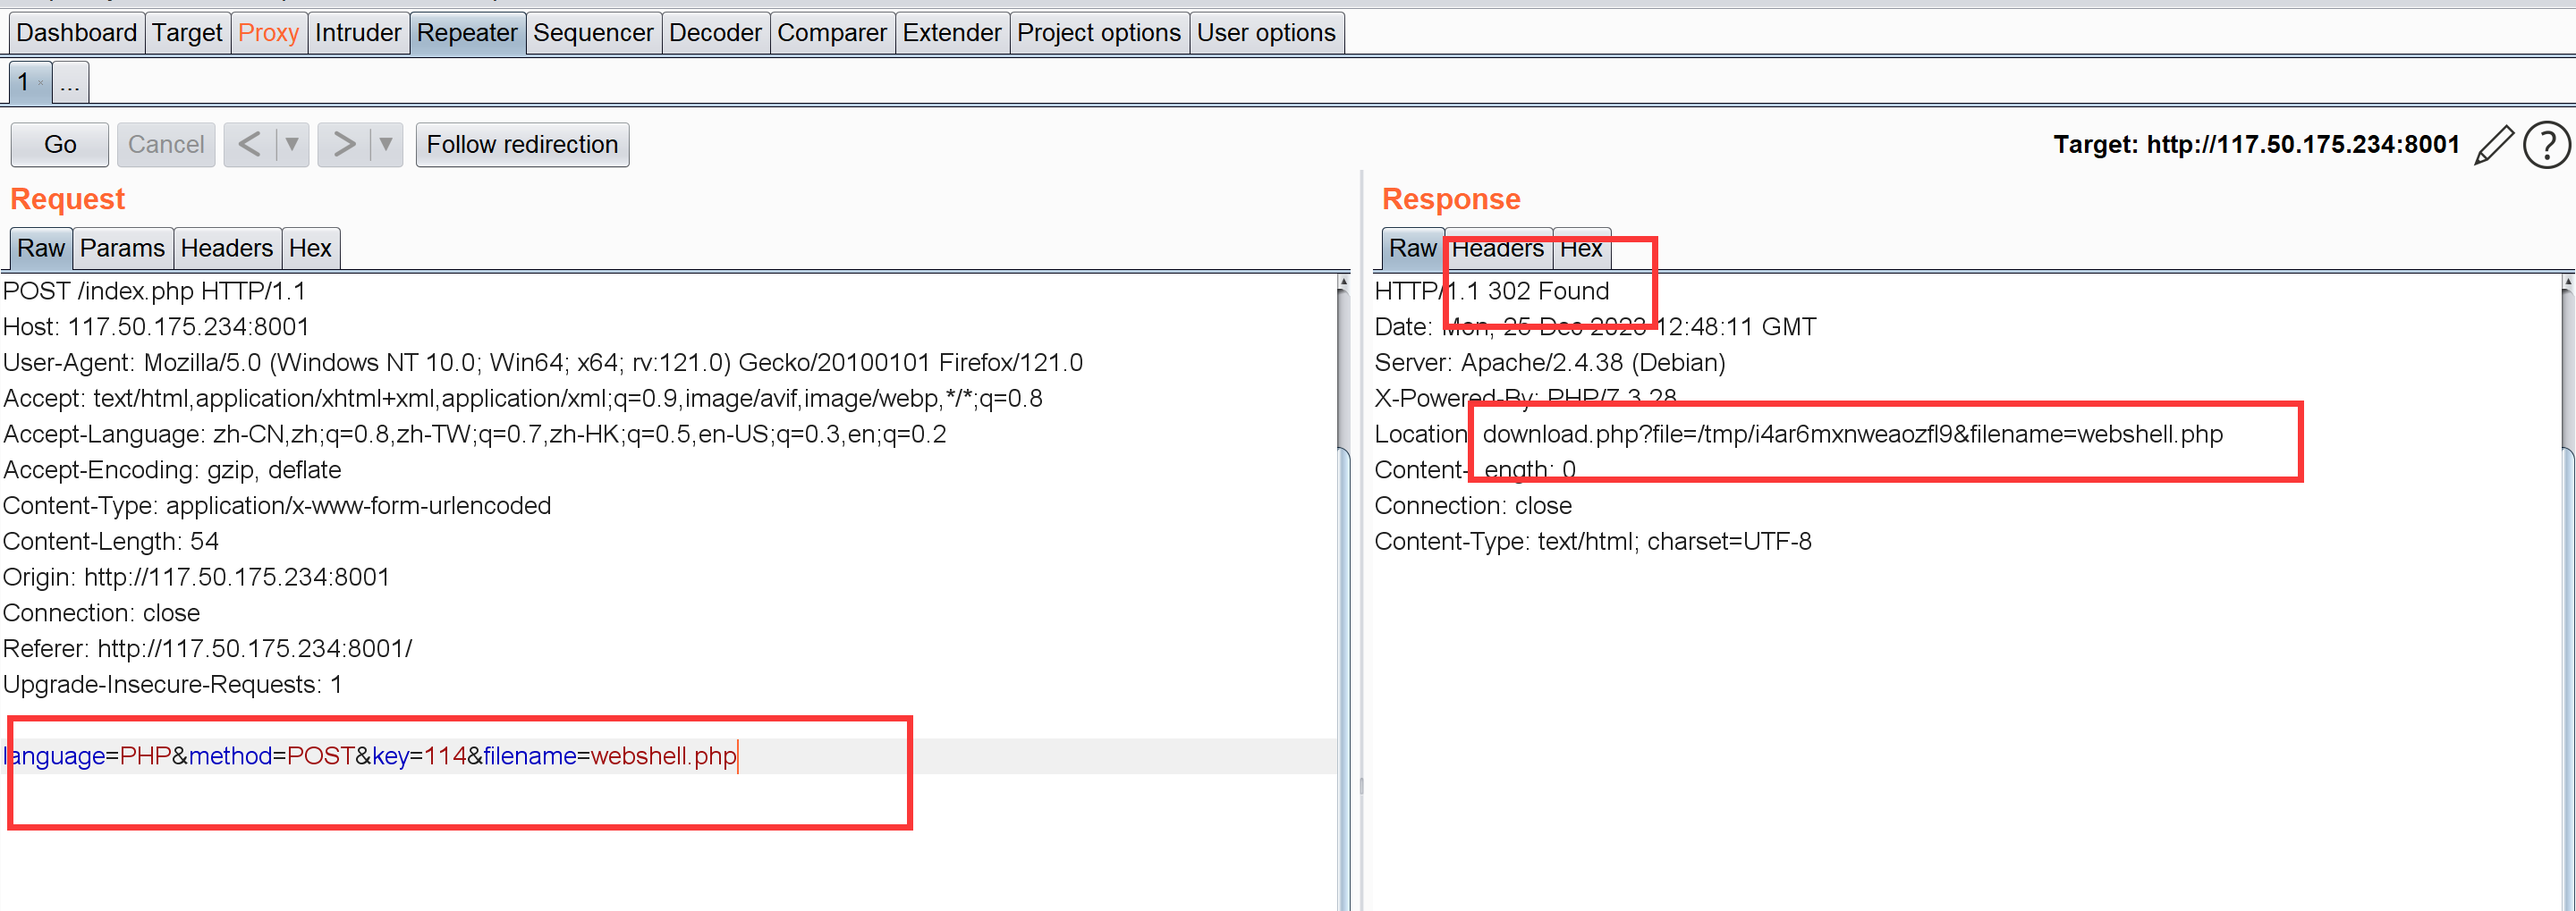 Dashboard Target Proxy Intruder Repeater Sequencer Decoder Comparer Extender Project options User options
1 × ...
Go Cancel < ▼ > ▼ Follow redirection Target: http://117.50.175.234:8001 ?
Request
Raw Params Headers Hex
POST /index.php HTTP/1.1
Host: 117.50.175.234:8001
User-Agent: Mozilla/5.0 (Windows NT 10.0; Win64; x64; rv:121.0) Gecko/20100101 Firefox/121.0
Accept: text/html,application/xhtml+xml,application/xml;q=0.9,image/avif,image/webp,*/*;q=0.8
Accept-Language: zh-CN,zh;q=0.8,zh-TW;q=0.7,zh-HK;q=0.5,en-US;q=0.3,en;q=0.2
Accept-Encoding: gzip, deflate
Content-Type: application/x-www-form-urlencoded
Content-Length: 54
Origin: http://117.50.175.234:8001
Connection: close
Referer: http://117.50.175.234:8001/
Upgrade-Insecure-Requests: 1
language=PHP&method=POST&key=114&filename=webshell.php
Response
Raw Headers Hex
HTTP/1.1 302 Found
Date: Mon, 25 Dec 2023 12:48:11 GMT
Server: Apache/2.4.38 (Debian)
X-Powered-By: PHP/7.3.28
Location: download.php?file=/tmp/i4ar6mxnweaozfl9&filename=webshell.php
Content-Length: 0
Connection: close
Content-Type: text/html; charset=UTF-8